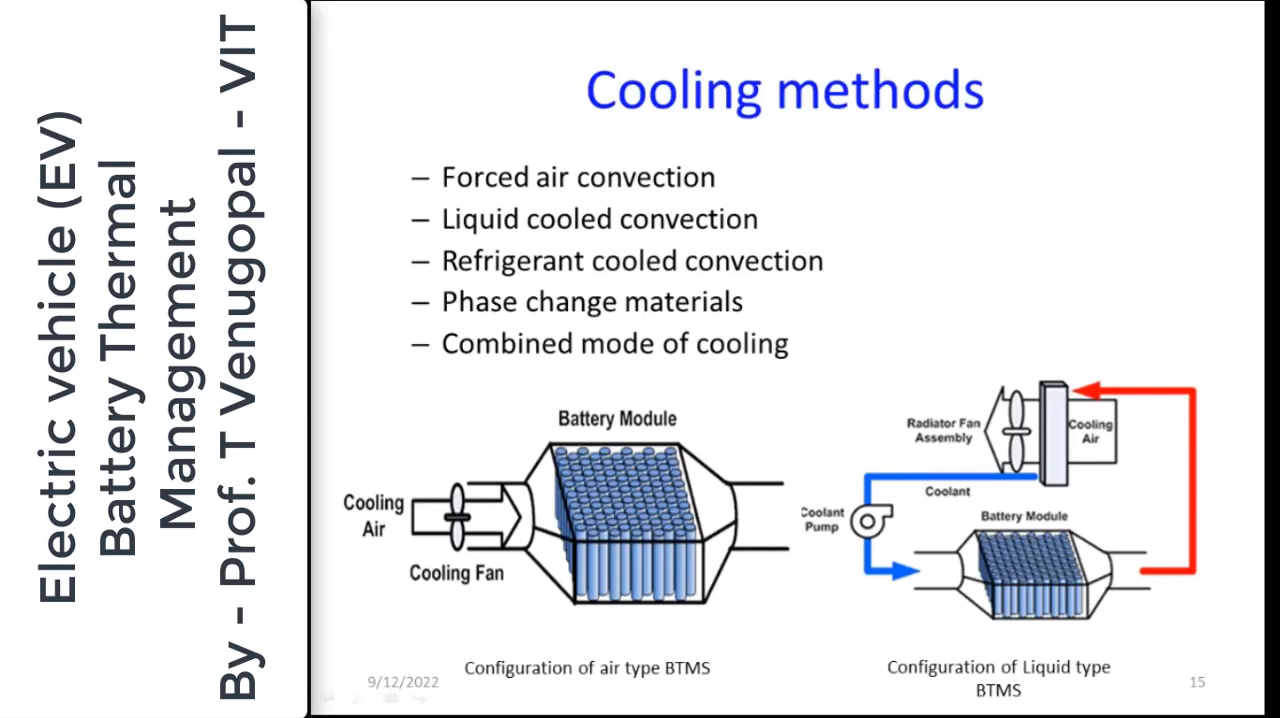 Electric vehicle (EV)
Battery Thermal
Management
By - Prof. T Venugopal - VIT
Cooling methods
– Forced air convection
– Liquid cooled convection
– Refrigerant cooled convection
– Phase change materials
– Combined mode of cooling
Battery Module
Cooling
Air
Cooling Fan
Configuration of air type BTMS
Radiator Fan
Assembly
Cooling
Air
Coolant
Coolant
Pump
Battery Module
Configuration of Liquid type
BTMS
9/12/2022
15